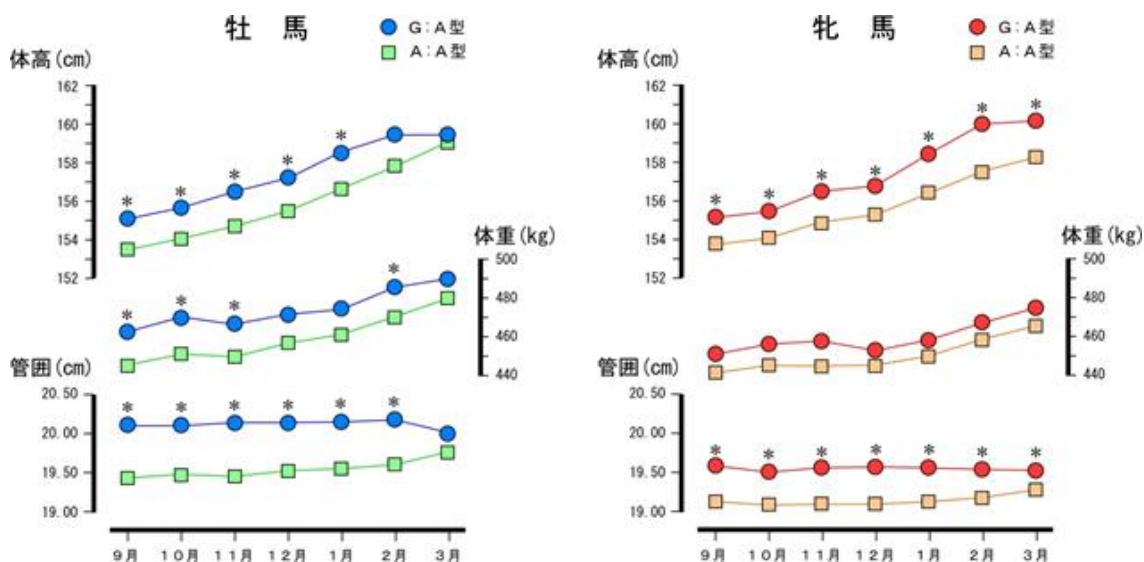 牡 馬
G:A型
A:A型
体高(cm)
162
160
158
156
154
152
* * * * *
体重(kg)
500
480
460
440
* * * *
管囲(cm)
20.50
20.00
19.50
19.00
* * * * * *
9月 10月 11月 12月 1月 2月 3月
牝 馬
G:A型
A:A型
体高(cm)
162
160
158
156
154
152
* * * * * * *
体重(kg)
500
480
460
440
管囲(cm)
20.50
20.00
19.50
19.00
* * * * * * *
9月 10月 11月 12月 1月 2月 3月